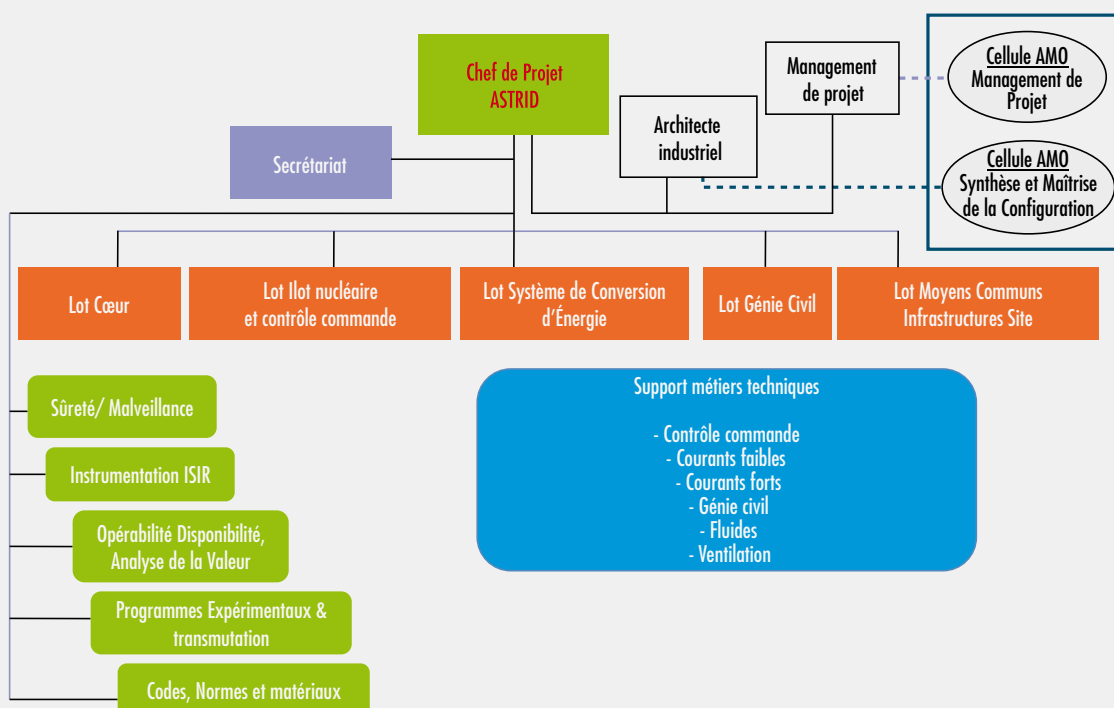 Chef de Projet
ASTRID
Management
de projet
Cellule AMO
Management de
Projet
Architecte
industriel
Secrétariat
Cellule AMO
Synthèse et Maîtrise
de la Configuration
Lot Cœur
Lot Ilot nucléaire
et contrôle commande
Lot Système de Conversion
d'Énergie
Lot Génie Civil
Lot Moyens Communs
Infrastructures Site
Sûreté/ Malveillance
Instrumentation ISIR
Opérabilité Disponibilité,
Analyse de la Valeur
Programmes Expérimentaux &
transmutation
Codes, Normes et matériaux
Support métiers techniques
- Contrôle commande
- Courants faibles
- Courants forts
- Génie civil
- Fluides
- Ventilation